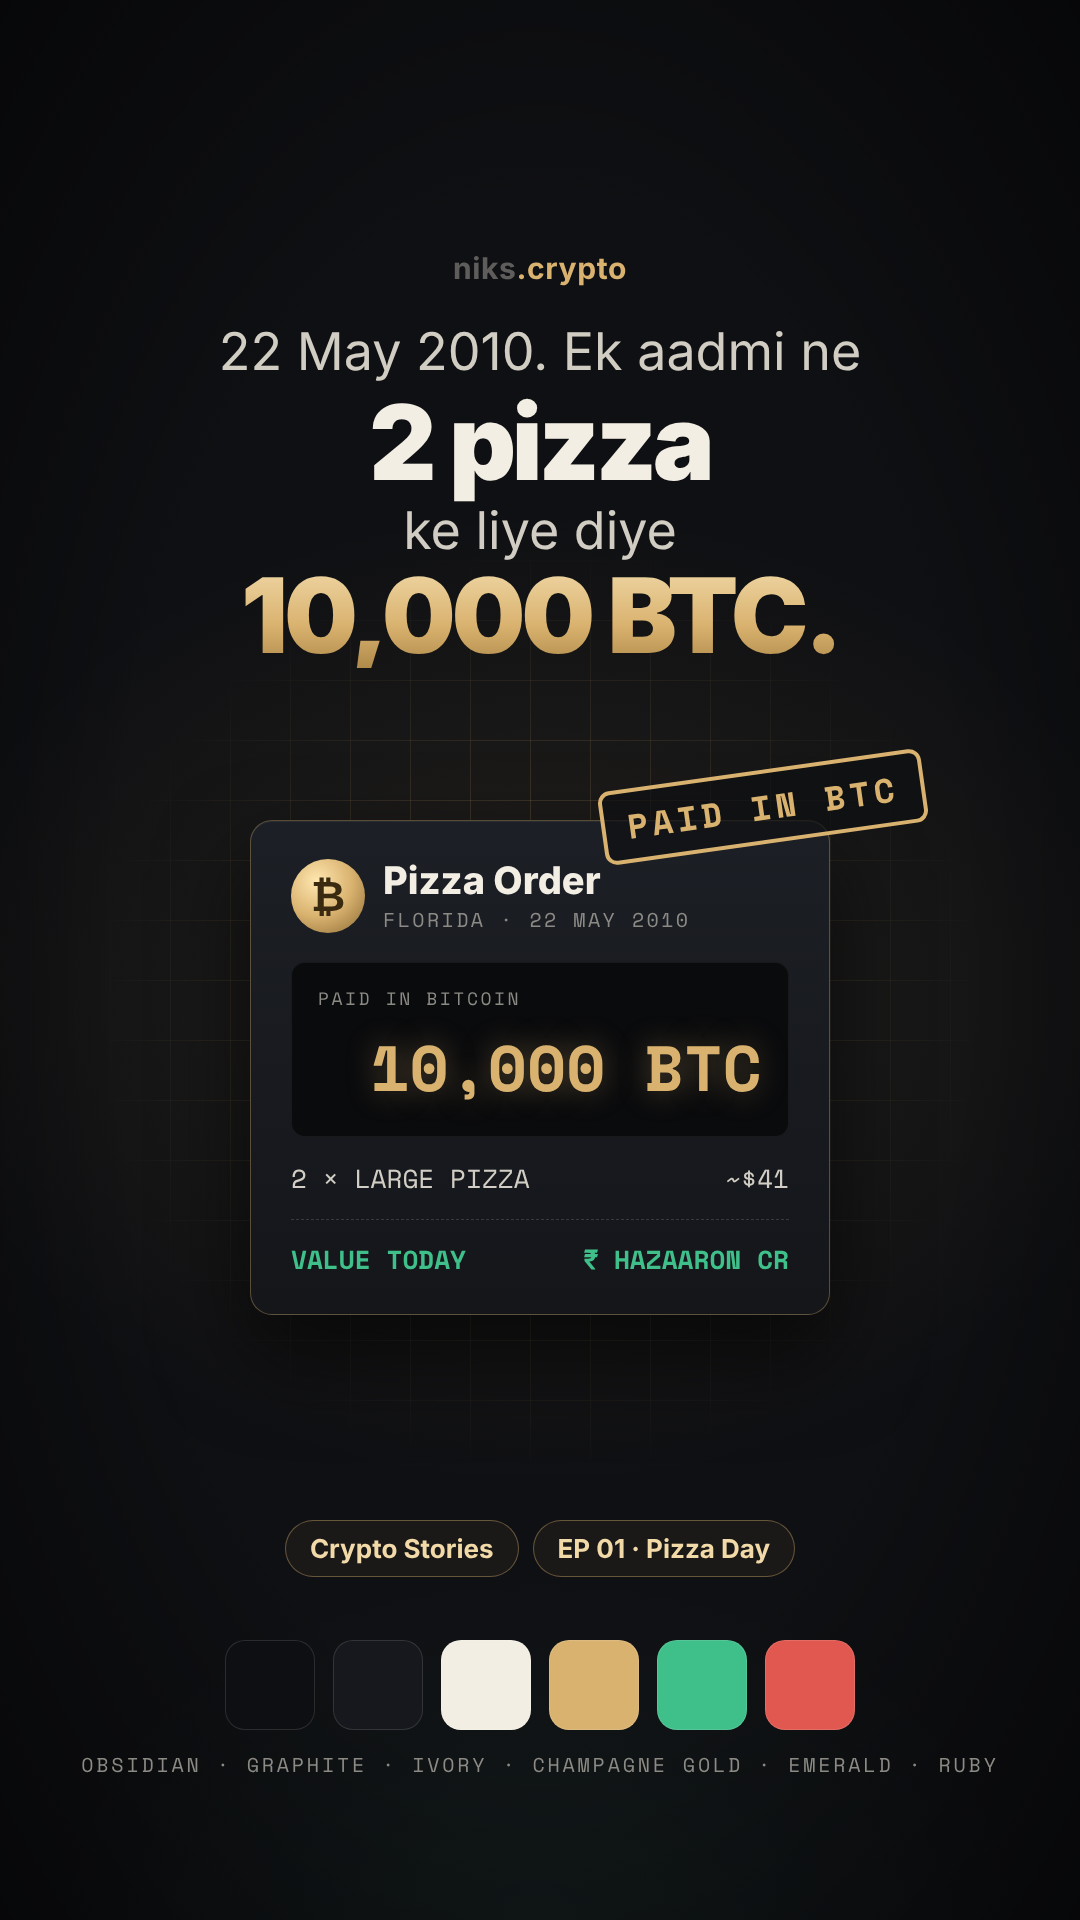 niks.crypto
22 May 2010. Ek aadmi ne
2 pizza
ke liye diye
10,000 BTC.
PAID IN BTC
₿
Pizza Order
FLORIDA · 22 MAY 2010
PAID IN BITCOIN
10,000 BTC
2 × LARGE PIZZA ~$41
VALUE TODAY ₹ HAZAARON CR
Crypto Stories
EP 01 · Pizza Day
OBSIDIAN · GRAPHITE · IVORY · CHAMPAGNE GOLD · EMERALD · RUBY